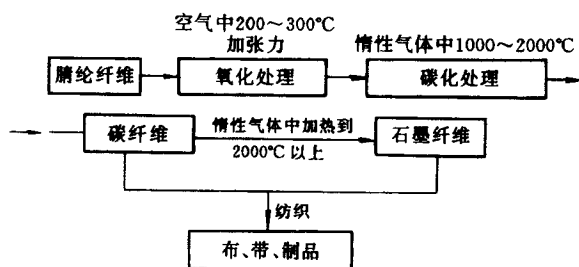 空气中200～300℃
加张力
惰性气体中1000～2000℃
腈纶纤维
氧化处理
碳化处理
碳纤维
惰性气体中加热到
2000℃以上
石墨纤维
纺织
布、带、制品